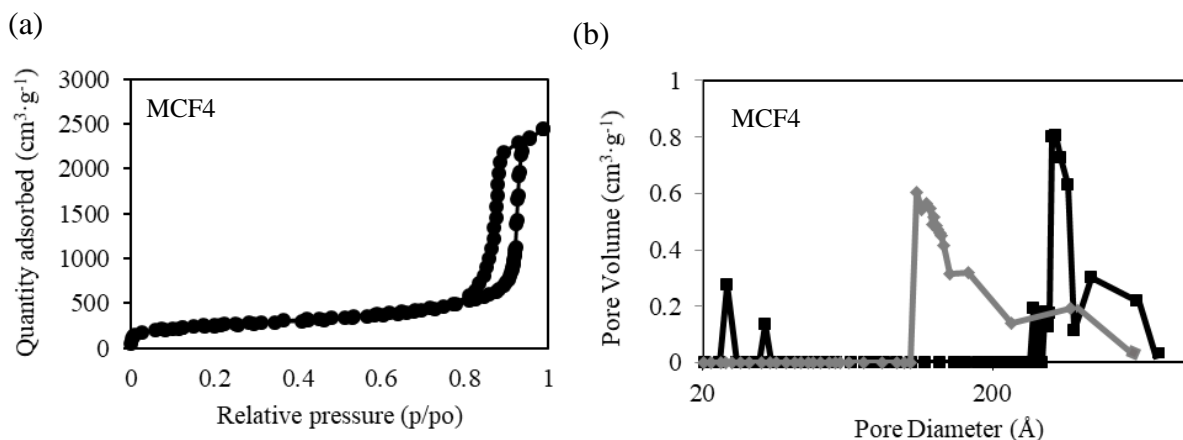 (a)
(b)
MCF4
Quantity adsorbed (cm³·g⁻¹)
3000
2500
2000
1500
1000
500
0
0
0.2
0.4
0.6
0.8
1
Relative pressure (p/po)
MCF4
Pore Volume (cm³·g⁻¹)
1
0.8
0.6
0.4
0.2
0
20
200
Pore Diameter (Å)